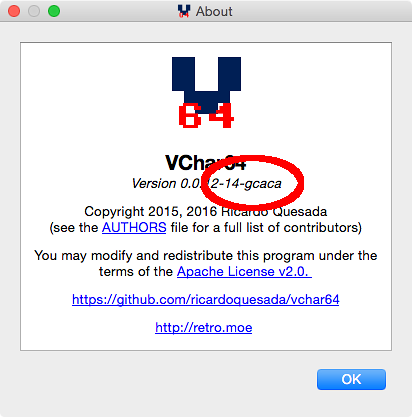 About
64
VChar64
Version 0.0.12-14-gcaca
Copyright 2015, 2016 Ricardo Quesada
(see the AUTHORS file for a full list of contributors)
You may modify and redistribute this program under the
terms of the Apache License v2.0.
https://github.com/ricardoquesada/vchar64
http://retro.moe
OK